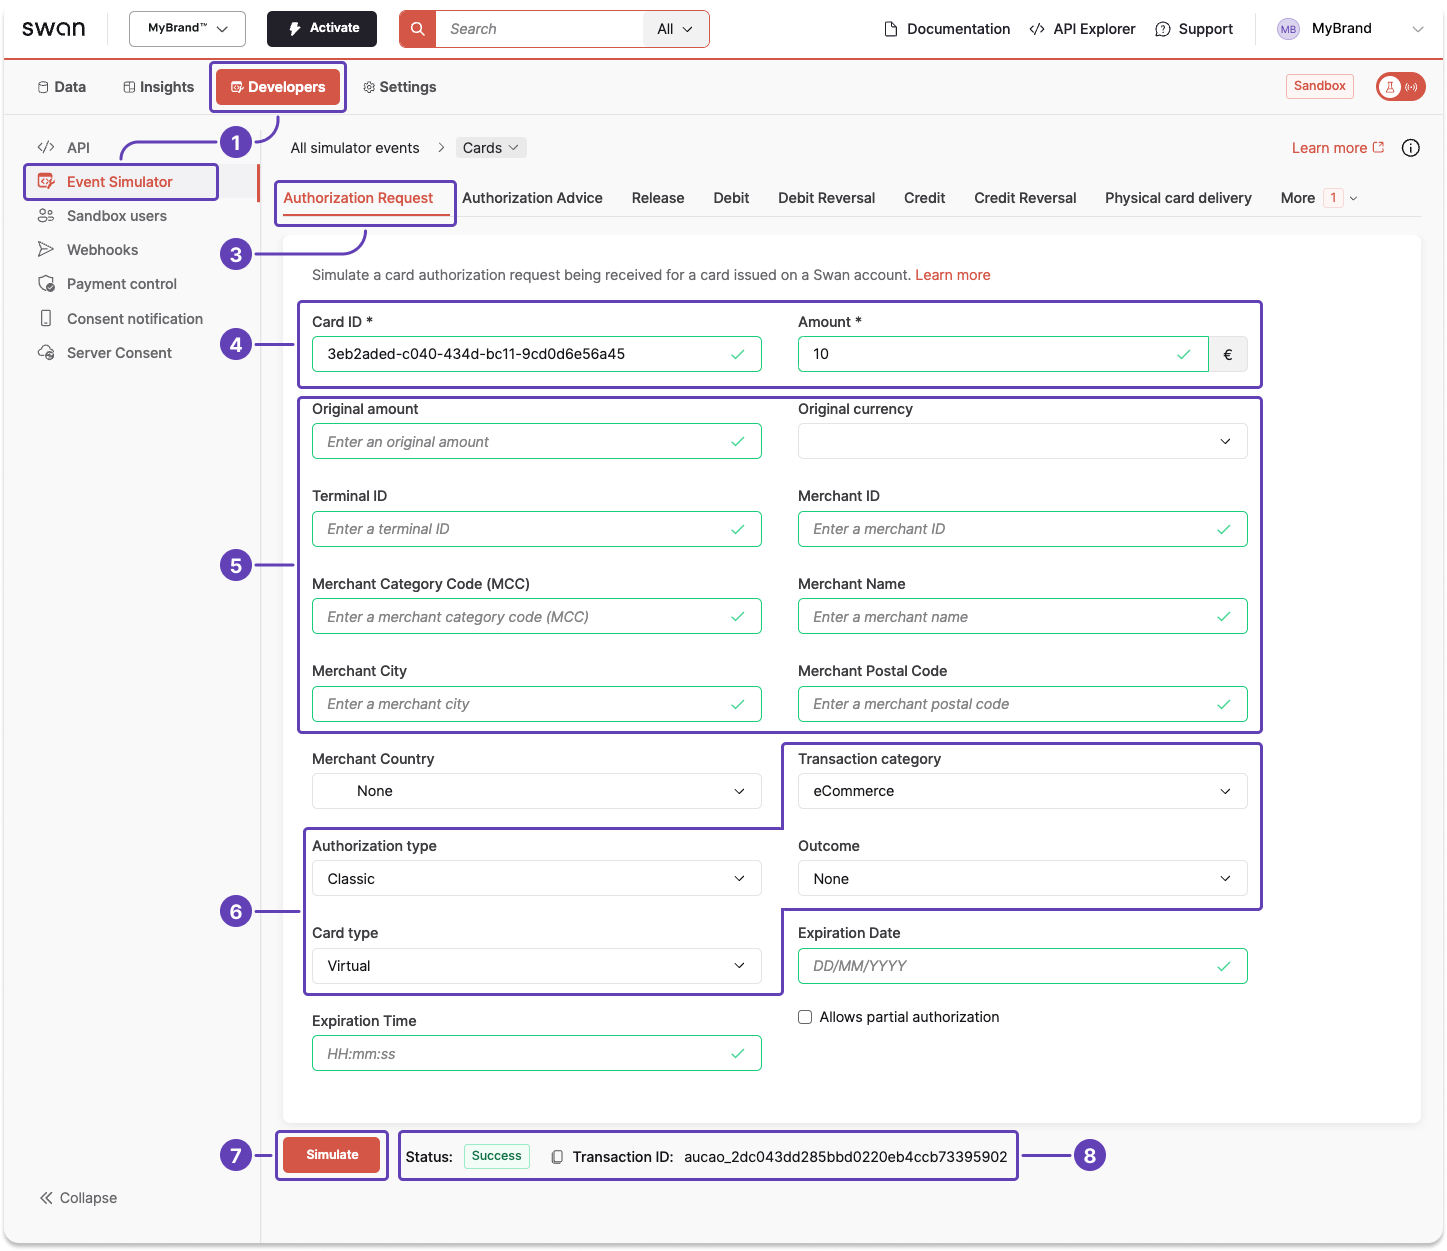 swan
MyBrand™
Activate
Search
All
Documentation
API Explorer
Support
MB
MyBrand
Data
Insights
Developers
Settings
Sandbox
1
API
All simulator events
Cards
Learn more
Event Simulator
Authorization Request
Authorization Advice
Release
Debit
Debit Reversal
Credit
Credit Reversal
Physical card delivery
More 1
Sandbox users
Webhooks
3
Payment control
Simulate a card authorization request being received for a card issued on a Swan account. Learn more
Consent notification
Server Consent
4
Card ID *
Amount *
3eb2aded-c040-434d-bc11-9cd0d6e56a45
10
€
Original amount
Original currency
Enter an original amount
Terminal ID
Merchant ID
Enter a terminal ID
Enter a merchant ID
5
Merchant Category Code (MCC)
Merchant Name
Enter a merchant category code (MCC)
Enter a merchant name
Merchant City
Merchant Postal Code
Enter a merchant city
Enter a merchant postal code
Merchant Country
Transaction category
None
eCommerce
Authorization type
Outcome
Classic
None
6
Card type
Expiration Date
Virtual
DD/MM/YYYY
Expiration Time
Allows partial authorization
HH:mm:ss
7
Simulate
Status: Success
Transaction ID: aucao_2dc043dd285bbd0220eb4ccb73395902
8
Collapse